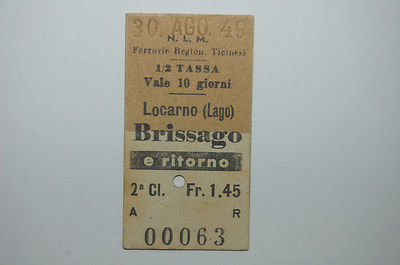 30. AGO. 49
N. L. M.
Ferrovie Region. Ticinesi
1/2 TASSA
Vale 10 giorni
Locarno (Lago)
Brissago
e ritorno
2ª Cl. Fr. 1.45
A R
00063